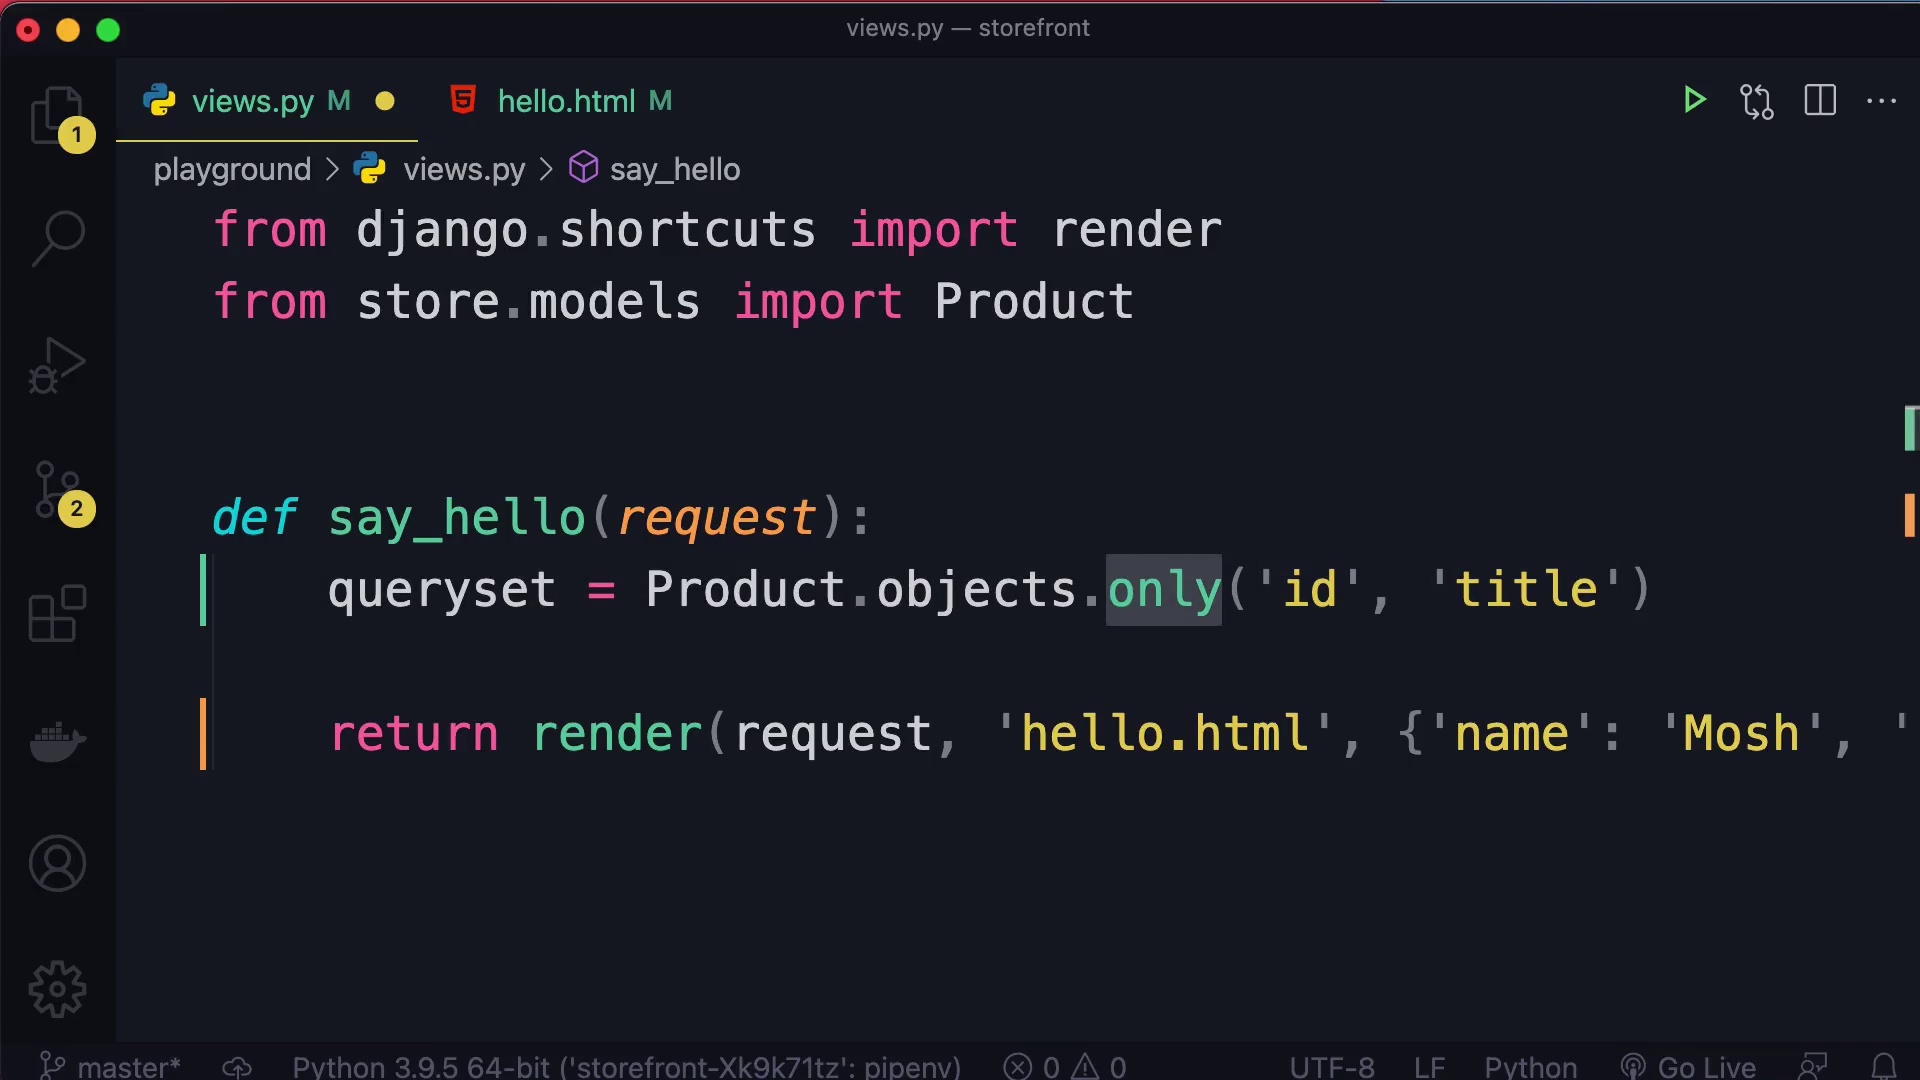 views.py — storefront
views.py M hello.html M
1
playground > views.py > say_hello
from django.shortcuts import render
from store.models import Product
def say_hello(request):
2
queryset = Product.objects.only('id', 'title')
return render(request, 'hello.html', {'name': 'Mosh', '
master* Python 3.9.5 64-bit ('storefront-Xk9k71tz': pipenv) 0 0 UTF-8 LF Python Go Live